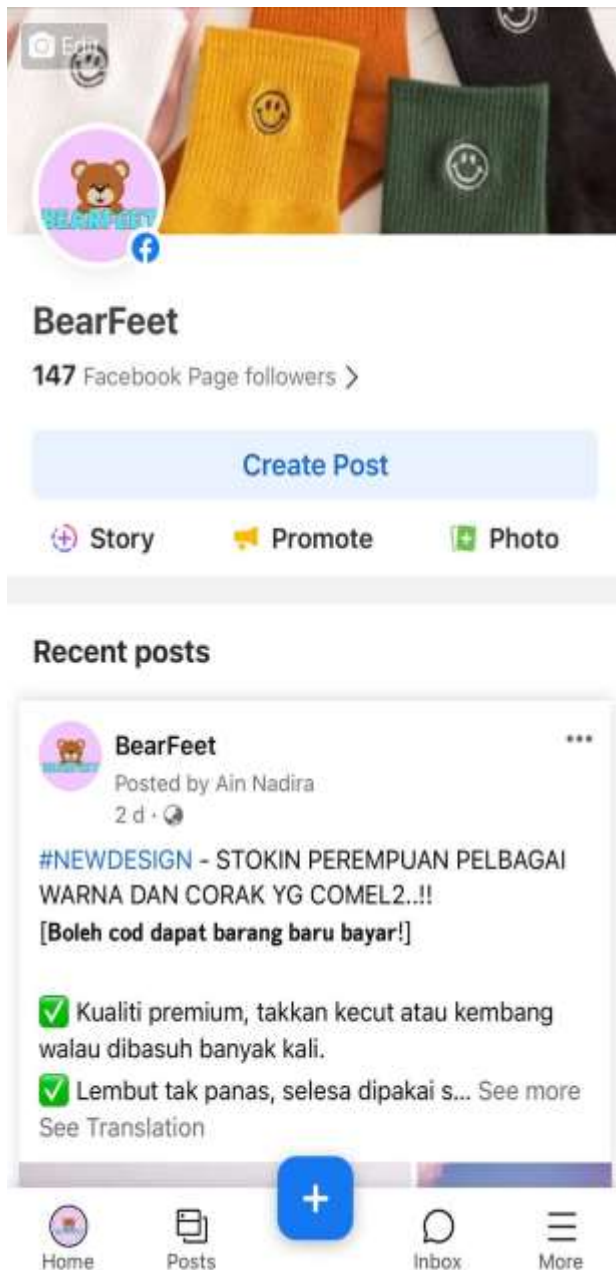 Edit
BEARFEET
BearFeet
147 Facebook Page followers
Create Post
Story
Promote
Photo
Recent posts
BearFeet
Posted by Ain Nadira
2 d ·
#NEWDESIGN - STOKIN PEREMPUAN PELBAGAI
WARNA DAN CORAK YG COMEL2..!!
[Boleh cod dapat barang baru bayar!]
✅ Kualiti premium, takkan kecut atau kembang
walau dibasuh banyak kali.
✅ Lembut tak panas, selesa dipakai s... See more
See Translation
Home
Posts
Inbox
More